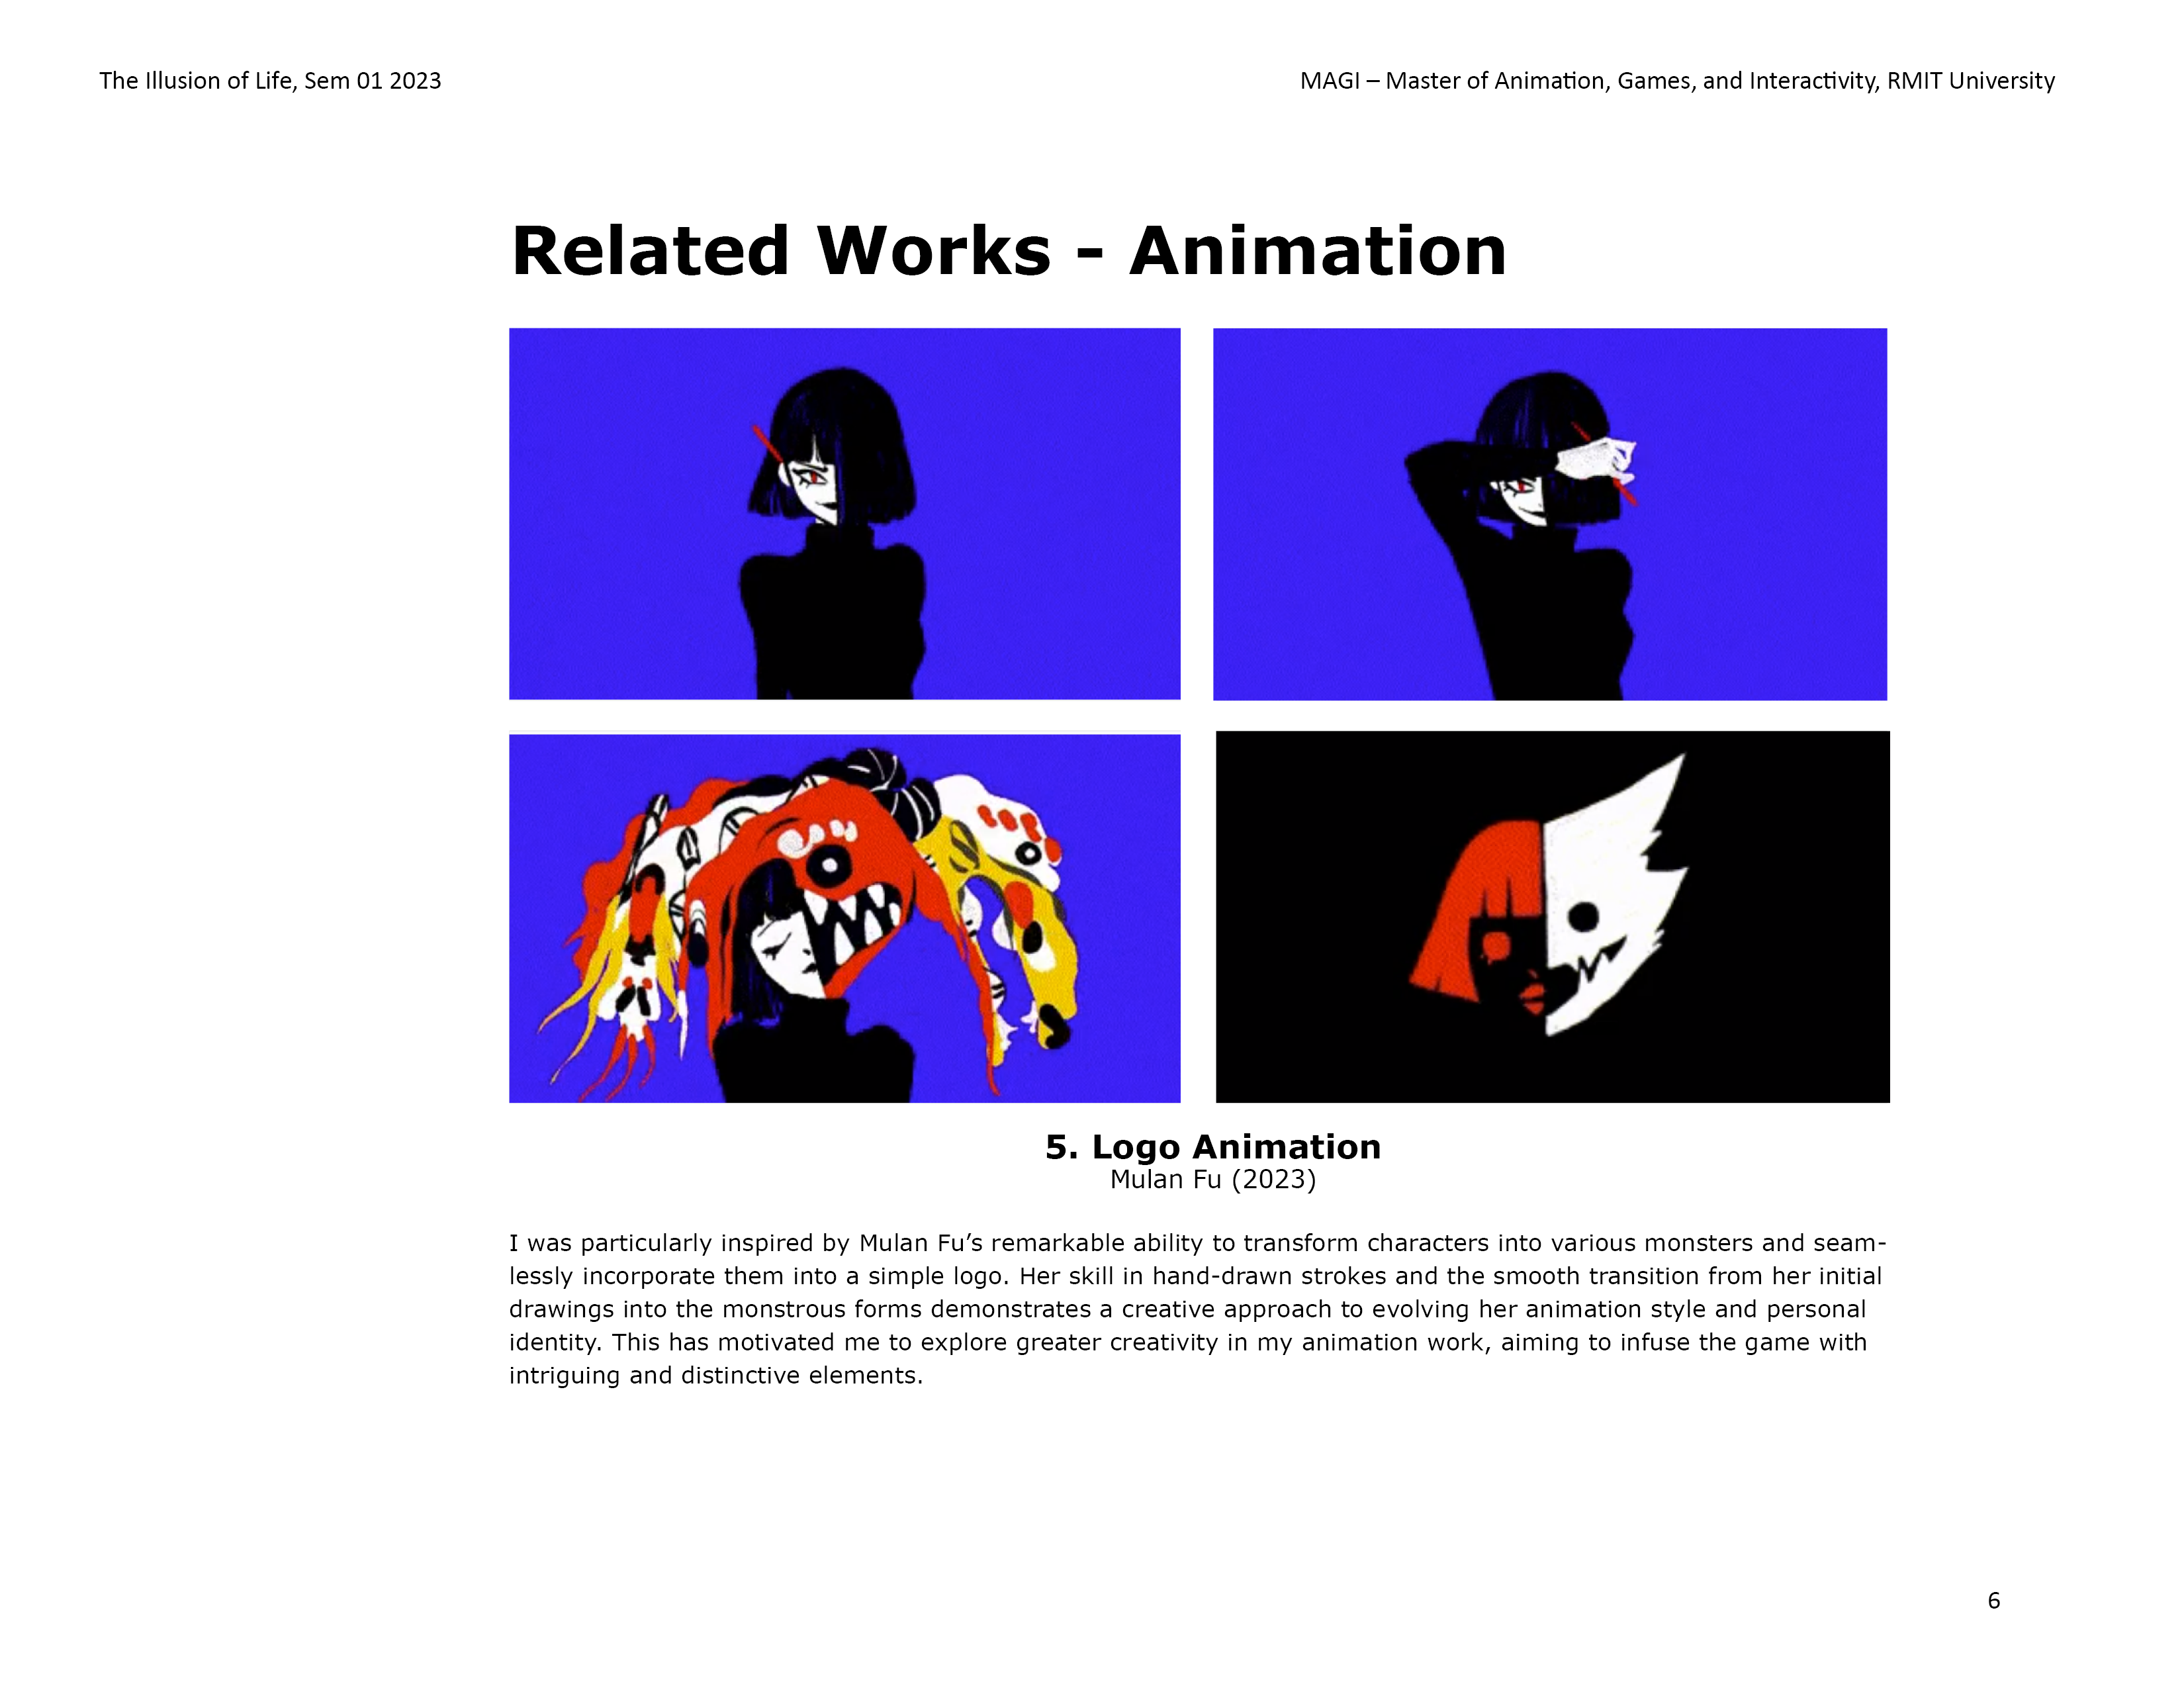 The Illusion of Life, Sem 01 2023
MAGI – Master of Animation, Games, and Interactivity, RMIT University
Related Works - Animation
5. Logo Animation
Mulan Fu (2023)
I was particularly inspired by Mulan Fu’s remarkable ability to transform characters into various monsters and seam-
lessly incorporate them into a simple logo. Her skill in hand-drawn strokes and the smooth transition from her initial
drawings into the monstrous forms demonstrates a creative approach to evolving her animation style and personal
identity. This has motivated me to explore greater creativity in my animation work, aiming to infuse the game with
intriguing and distinctive elements.
6